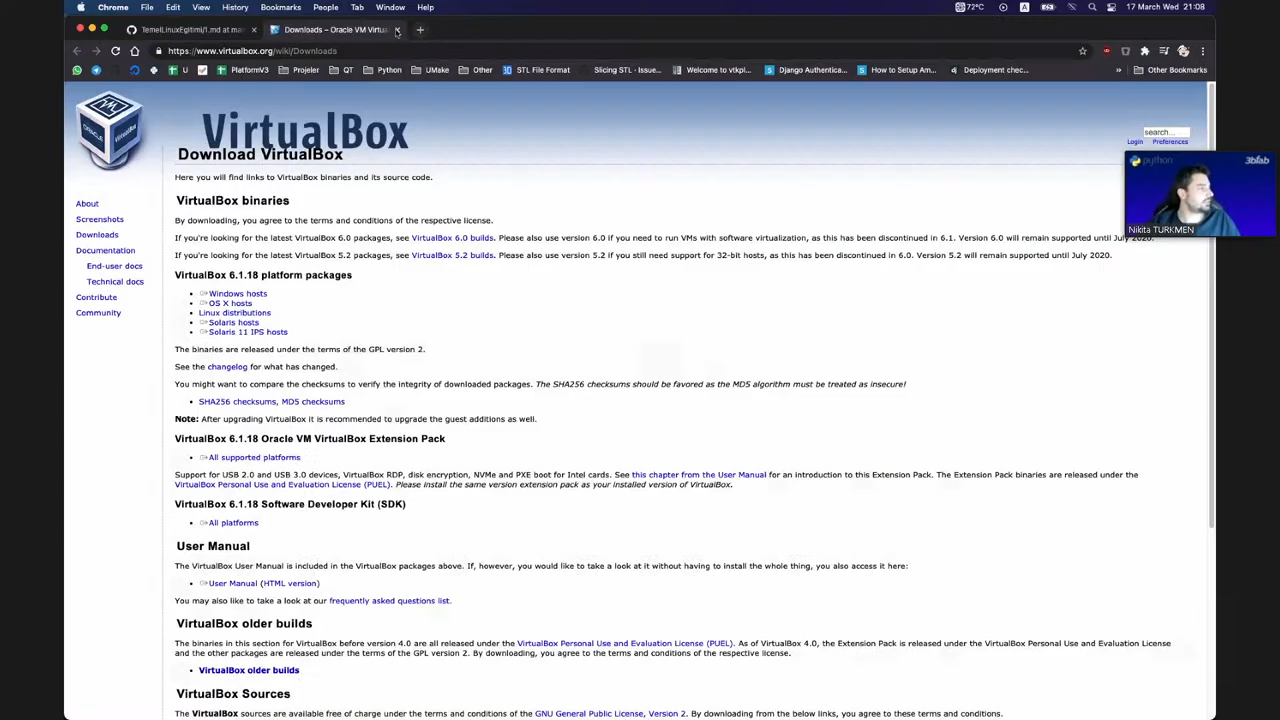 Chrome File Edit View History Bookmarks People Tab Window Help
72°C
A
17 March Wed 21:08
TemelLinuxEgitimi/1.md at ma
Downloads – Oracle VM Virtua
https://www.virtualbox.org/wiki/Downloads
U PlatformV3 Projeler QT Python UMake Other STL File Format Slicing STL - Issue... Welcome to vtkpl... Django Authentica... How to Setup Am... Deployment chec... » Other Bookmarks
VirtualBox
search...
Login Preferences
Download VirtualBox
Here you will find links to VirtualBox binaries and its source code.
python 3bfab
Nikita TURKMEN
About
Screenshots
Downloads
Documentation
End-user docs
Technical docs
Contribute
Community
VirtualBox binaries
By downloading, you agree to the terms and conditions of the respective license.
If you're looking for the latest VirtualBox 6.0 packages, see VirtualBox 6.0 builds. Please also use version 6.0 if you need to run VMs with software virtualization, as this has been discontinued in 6.1. Version 6.0 will remain supported until July 2020.
If you're looking for the latest VirtualBox 5.2 packages, see VirtualBox 5.2 builds. Please also use version 5.2 if you still need support for 32-bit hosts, as this has been discontinued in 6.0. Version 5.2 will remain supported until July 2020.
VirtualBox 6.1.18 platform packages
Windows hosts
OS X hosts
Linux distributions
Solaris hosts
Solaris 11 IPS hosts
The binaries are released under the terms of the GPL version 2.
See the changelog for what has changed.
You might want to compare the checksums to verify the integrity of downloaded packages. The SHA256 checksums should be favored as the MD5 algorithm must be treated as insecure!
SHA256 checksums, MD5 checksums
Note: After upgrading VirtualBox it is recommended to upgrade the guest additions as well.
VirtualBox 6.1.18 Oracle VM VirtualBox Extension Pack
All supported platforms
Support for USB 2.0 and USB 3.0 devices, VirtualBox RDP, disk encryption, NVMe and PXE boot for Intel cards. See this chapter from the User Manual for an introduction to this Extension Pack. The Extension Pack binaries are released under the
VirtualBox Personal Use and Evaluation License (PUEL). Please install the same version extension pack as your installed version of VirtualBox.
VirtualBox 6.1.18 Software Developer Kit (SDK)
All platforms
User Manual
The VirtualBox User Manual is included in the VirtualBox packages above. If, however, you would like to take a look at it without having to install the whole thing, you also access it here:
User Manual (HTML version)
You may also like to take a look at our frequently asked questions list.
VirtualBox older builds
The binaries in this section for VirtualBox before version 4.0 are all released under the VirtualBox Personal Use and Evaluation License (PUEL). As of VirtualBox 4.0, the Extension Pack is released under the VirtualBox Personal Use and Evaluation License
and the other packages are released under the terms of the GPL version 2. By downloading, you agree to the terms and conditions of the respective license.
VirtualBox older builds
VirtualBox Sources
The VirtualBox sources are available free of charge under the terms and conditions of the GNU General Public License, Version 2. By downloading from the below links, you agree to these terms and conditions.